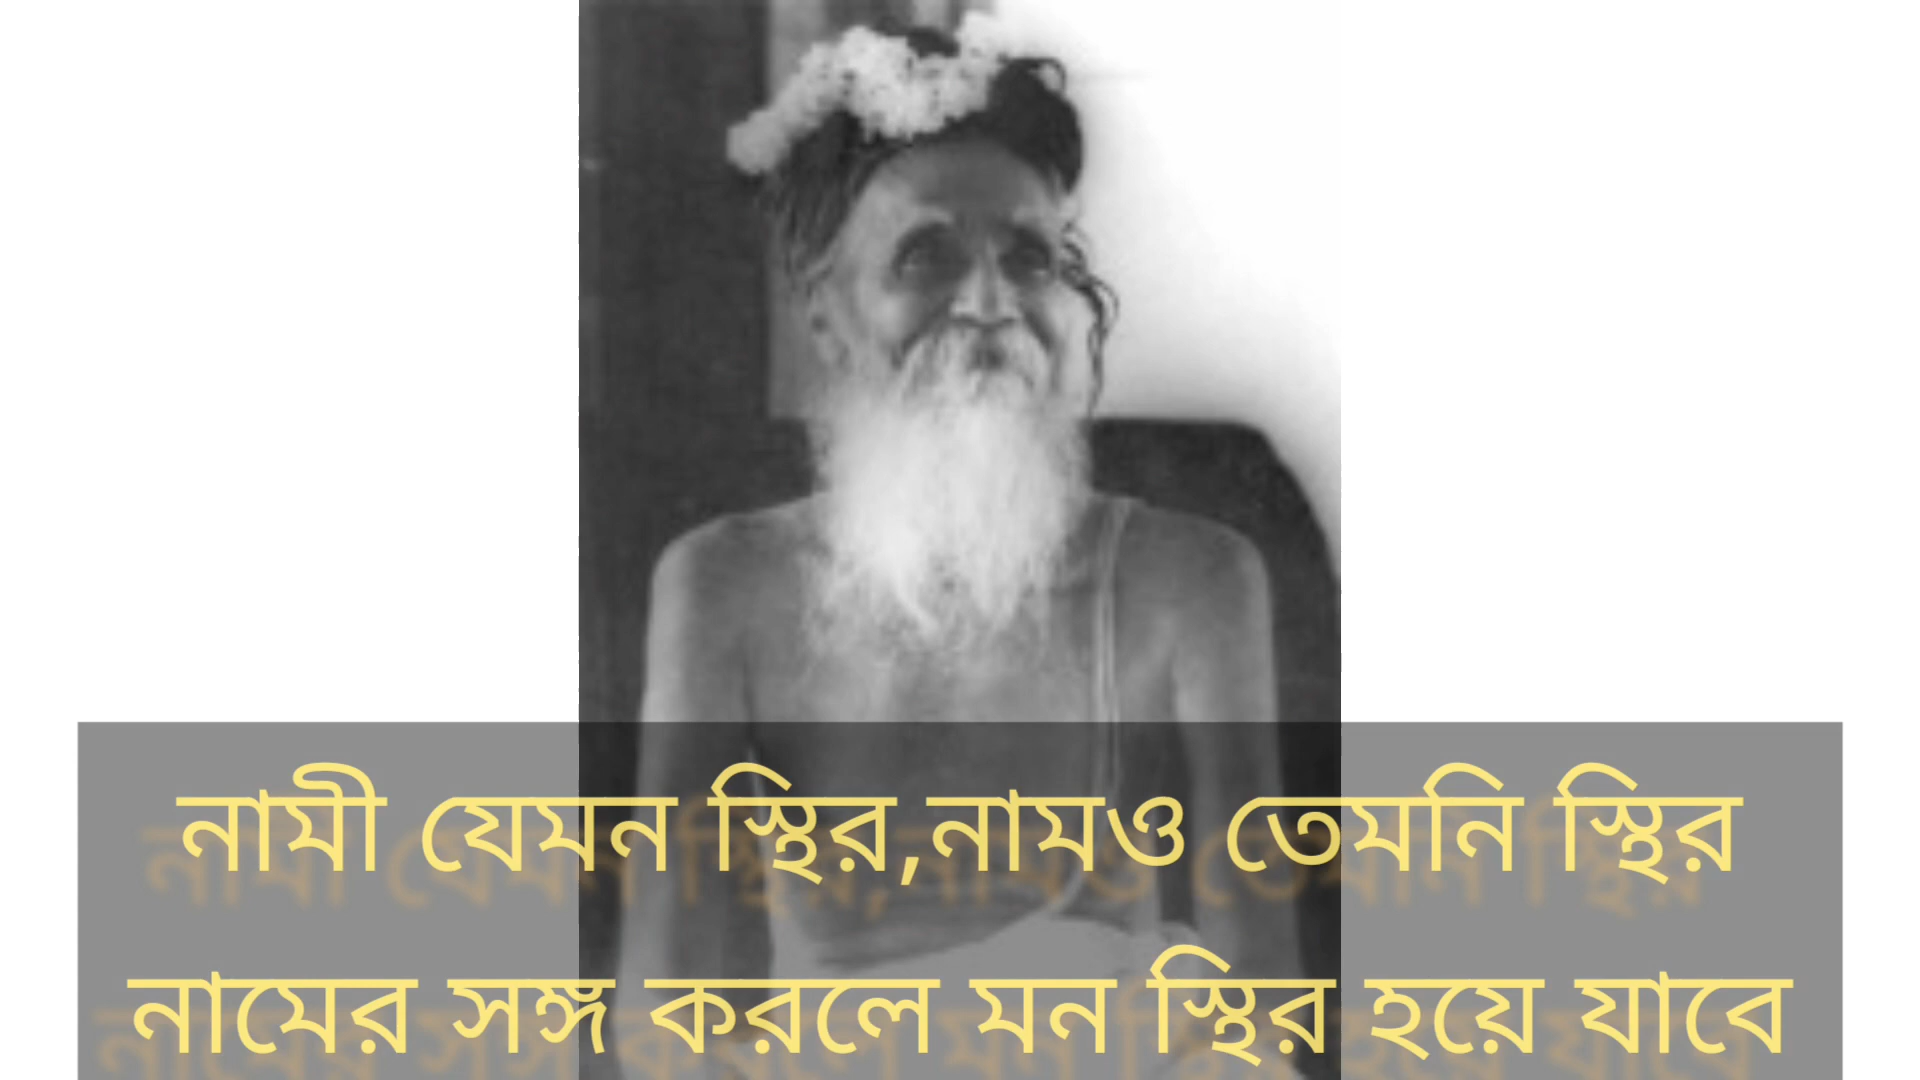 নামী যেমন স্থির,নামও তেমনি স্থির
নামের সঙ্গ করলে মন স্থির হয়ে যাবে